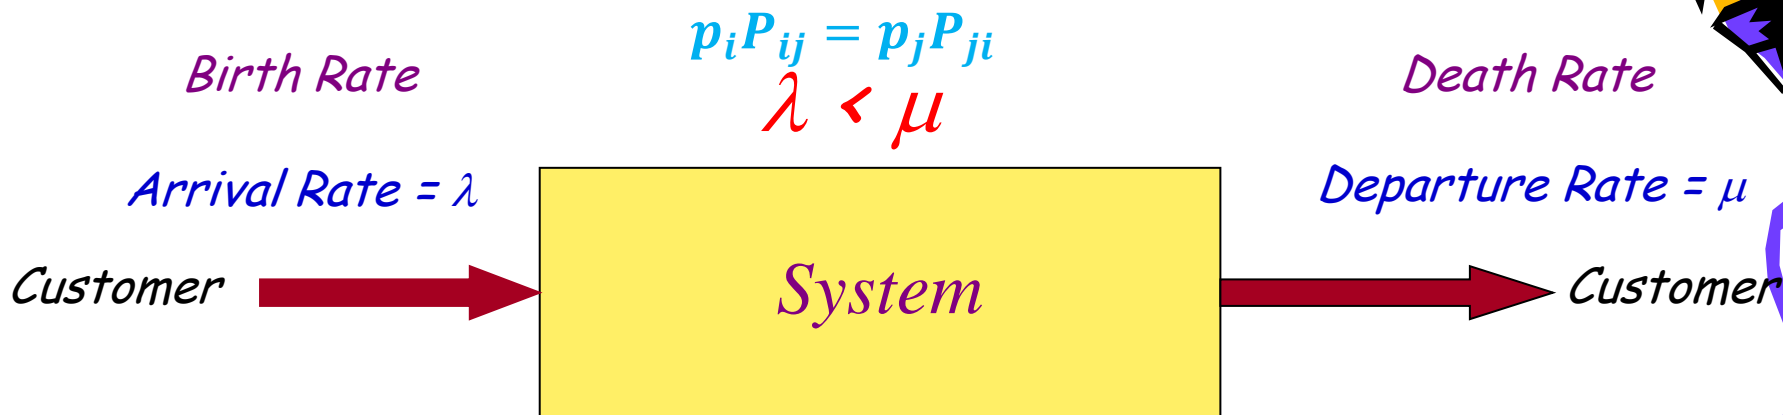 p_i P_ij = p_j P_ji
Birth Rate
Death Rate
λ < μ
Arrival Rate = λ
Departure Rate = μ
Customer
System
Customer